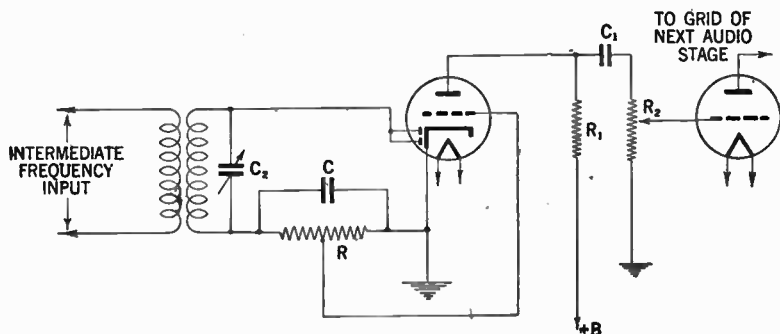 TO GRID OF
NEXT AUDIO
STAGE
C1
R2
R1
INTERMEDIATE
FREQUENCY
INPUT
C2
C
R
+B